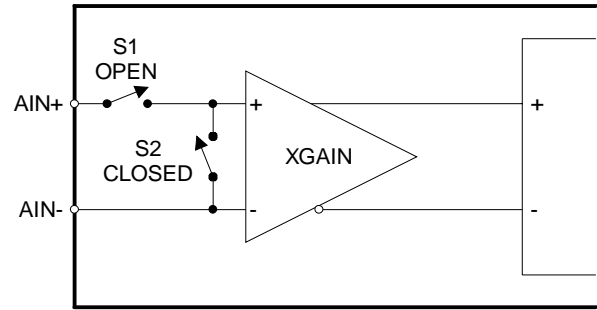 S1
OPEN
AIN+
+
+
S2
CLOSED
XGAIN
AIN-
-
-